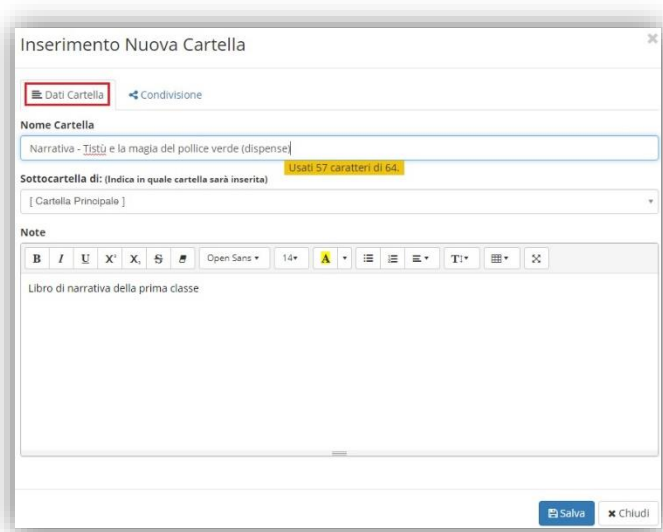 Inserimento Nuova Cartella
Dati Cartella Condivisione
Nome Cartella
Narrativa - Tistù e la magia del pollice verde (dispense)
Usati 57 caratteri di 64.
Sottocartella di: (Indica in quale cartella sarà inserita)
[ Cartella Principale ]
Note
B I U X² X₂ S Open Sans 14 A T
Libro di narrativa della prima classe
Salva Chiudi